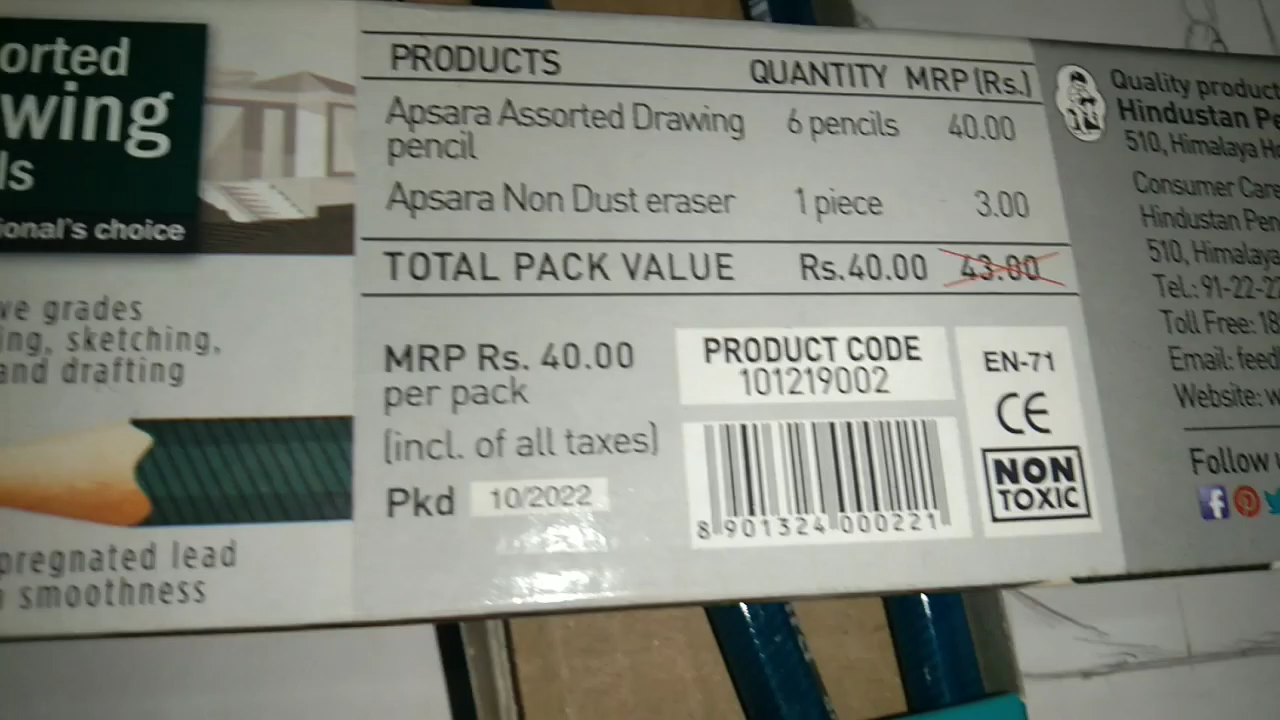 orted
wing
ls
ional's choice
ve grades
ing, sketching,
and drafting
pregnated lead
smoothness
PRODUCTS QUANTITY MRP (Rs.)
Apsara Assorted Drawing pencil 6 pencils 40.00
Apsara Non Dust eraser 1 piece 3.00
TOTAL PACK VALUE Rs.40.00 43.00
MRP Rs. 40.00
per pack
(incl. of all taxes)
Pkd 10/2022
PRODUCT CODE
101219002
8 901324 000221
EN-71
CE
NON
TOXIC
Quality product
Hindustan Pe
510, Himalaya Ho
Consumer Care
Hindustan Pen
510, Himalaya
Tel.: 91-22-22
Toll Free: 18
Email: feed
Website: w
Follow u